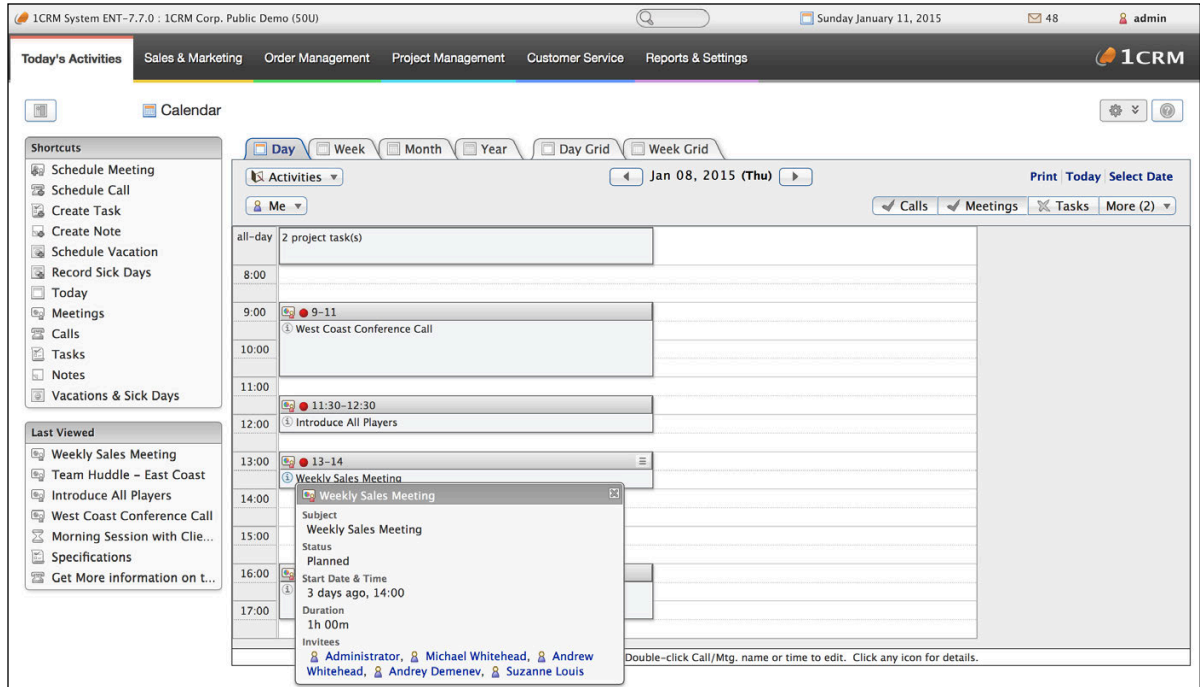 1CRM System ENT-7.7.0 : 1CRM Corp. Public Demo (50U)
Sunday January 11, 2015
48
admin
Today's Activities
Sales & Marketing
Order Management
Project Management
Customer Service
Reports & Settings
1CRM
Calendar
Shortcuts
Schedule Meeting
Schedule Call
Create Task
Create Note
Schedule Vacation
Record Sick Days
Today
Meetings
Calls
Tasks
Notes
Vacations & Sick Days
Last Viewed
Weekly Sales Meeting
Team Huddle – East Coast
Introduce All Players
West Coast Conference Call
Morning Session with Clie...
Specifications
Get More information on t...
Day
Week
Month
Year
Day Grid
Week Grid
Activities
Jan 08, 2015 (Thu)
Print Today Select Date
Me
Calls
Meetings
Tasks
More (2)
all-day
2 project task(s)
8:00
9:00
9-11
West Coast Conference Call
10:00
11:00
11:30-12:30
12:00
Introduce All Players
13:00
13-14
Weekly Sales Meeting
14:00
15:00
16:00
17:00
Weekly Sales Meeting
Subject
Weekly Sales Meeting
Status
Planned
Start Date & Time
3 days ago, 14:00
Duration
1h 00m
Invitees
Administrator, Michael Whitehead, Andrew
Whitehead, Andrey Demenev, Suzanne Louis
Double-click Call/Mtg. name or time to edit. Click any icon for details.